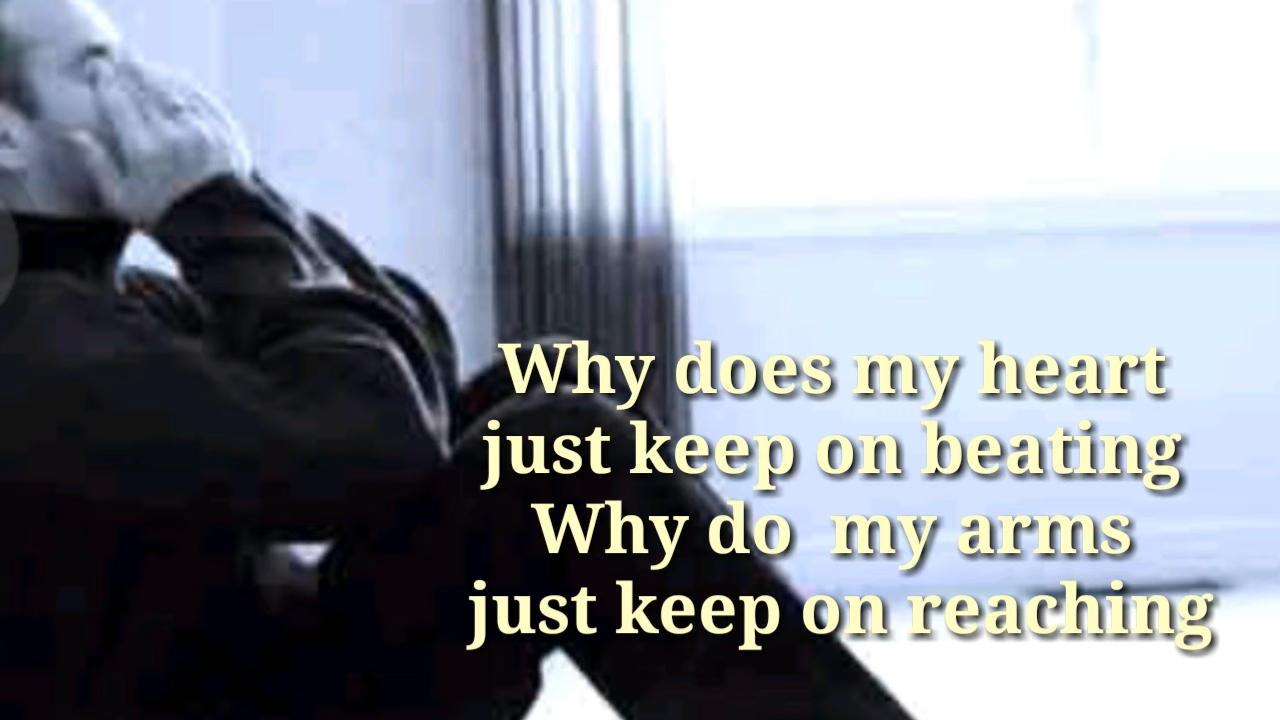 Why does my heart
just keep on beating
Why do  my arms
just keep on reaching